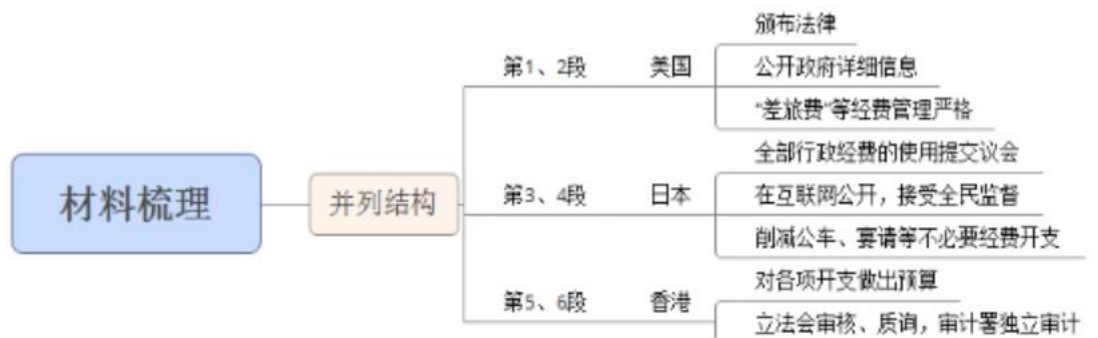 材料梳理
并列结构
第1、2段 美国
颁布法律
公开政府详细信息
“差旅费”等经费管理严格
第3、4段 日本
全部行政经费的使用提交议会
在互联网公开，接受全民监督
削减公车、宴请等不必要经费开支
第5、6段 香港
对各项开支做出预算
立法会审核、质询，审计署独立审计